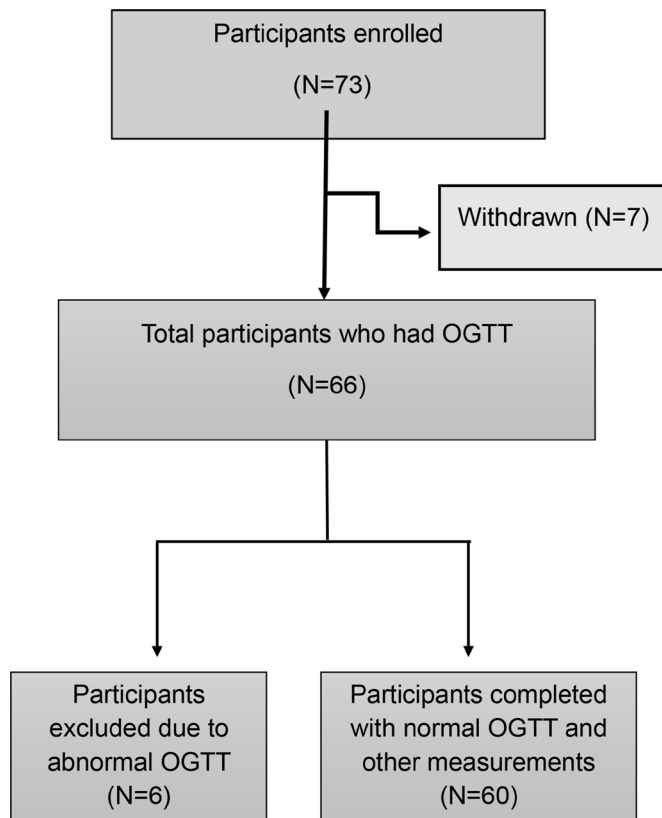 Participants enrolled
(N=73)
Withdrawn (N=7)
Total participants who had OGTT
(N=66)
Participants
excluded due to
abnormal OGTT
(N=6)
Participants completed
with normal OGTT and
other measurements
(N=60)